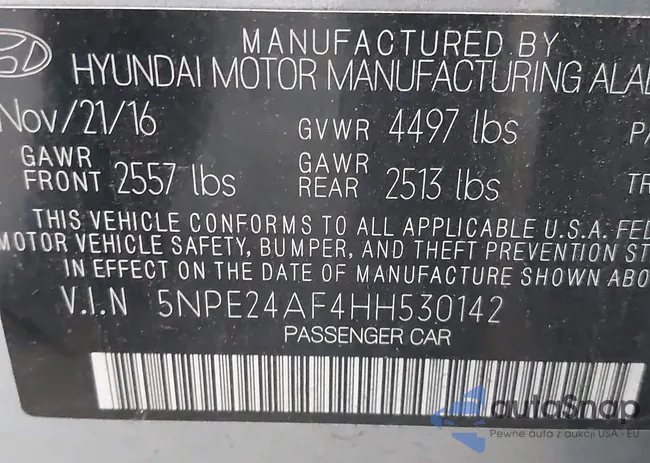 MANUFACTURED BY
HYUNDAI MOTOR MANUFACTURING ALAB
Nov/21/16 GVWR 4497 lbs
GAWR FRONT 2557 lbs GAWR REAR 2513 lbs
THIS VEHICLE CONFORMS TO ALL APPLICABLE U.S.A. FED
MOTOR VEHICLE SAFETY, BUMPER, AND THEFT PREVENTION ST
IN EFFECT ON THE DATE OF MANUFACTURE SHOWN ABO
V.I.N 5NPE24AF4HH530142
PASSENGER CAR
autoSnap
Pewne auta z aukcji USA i EU